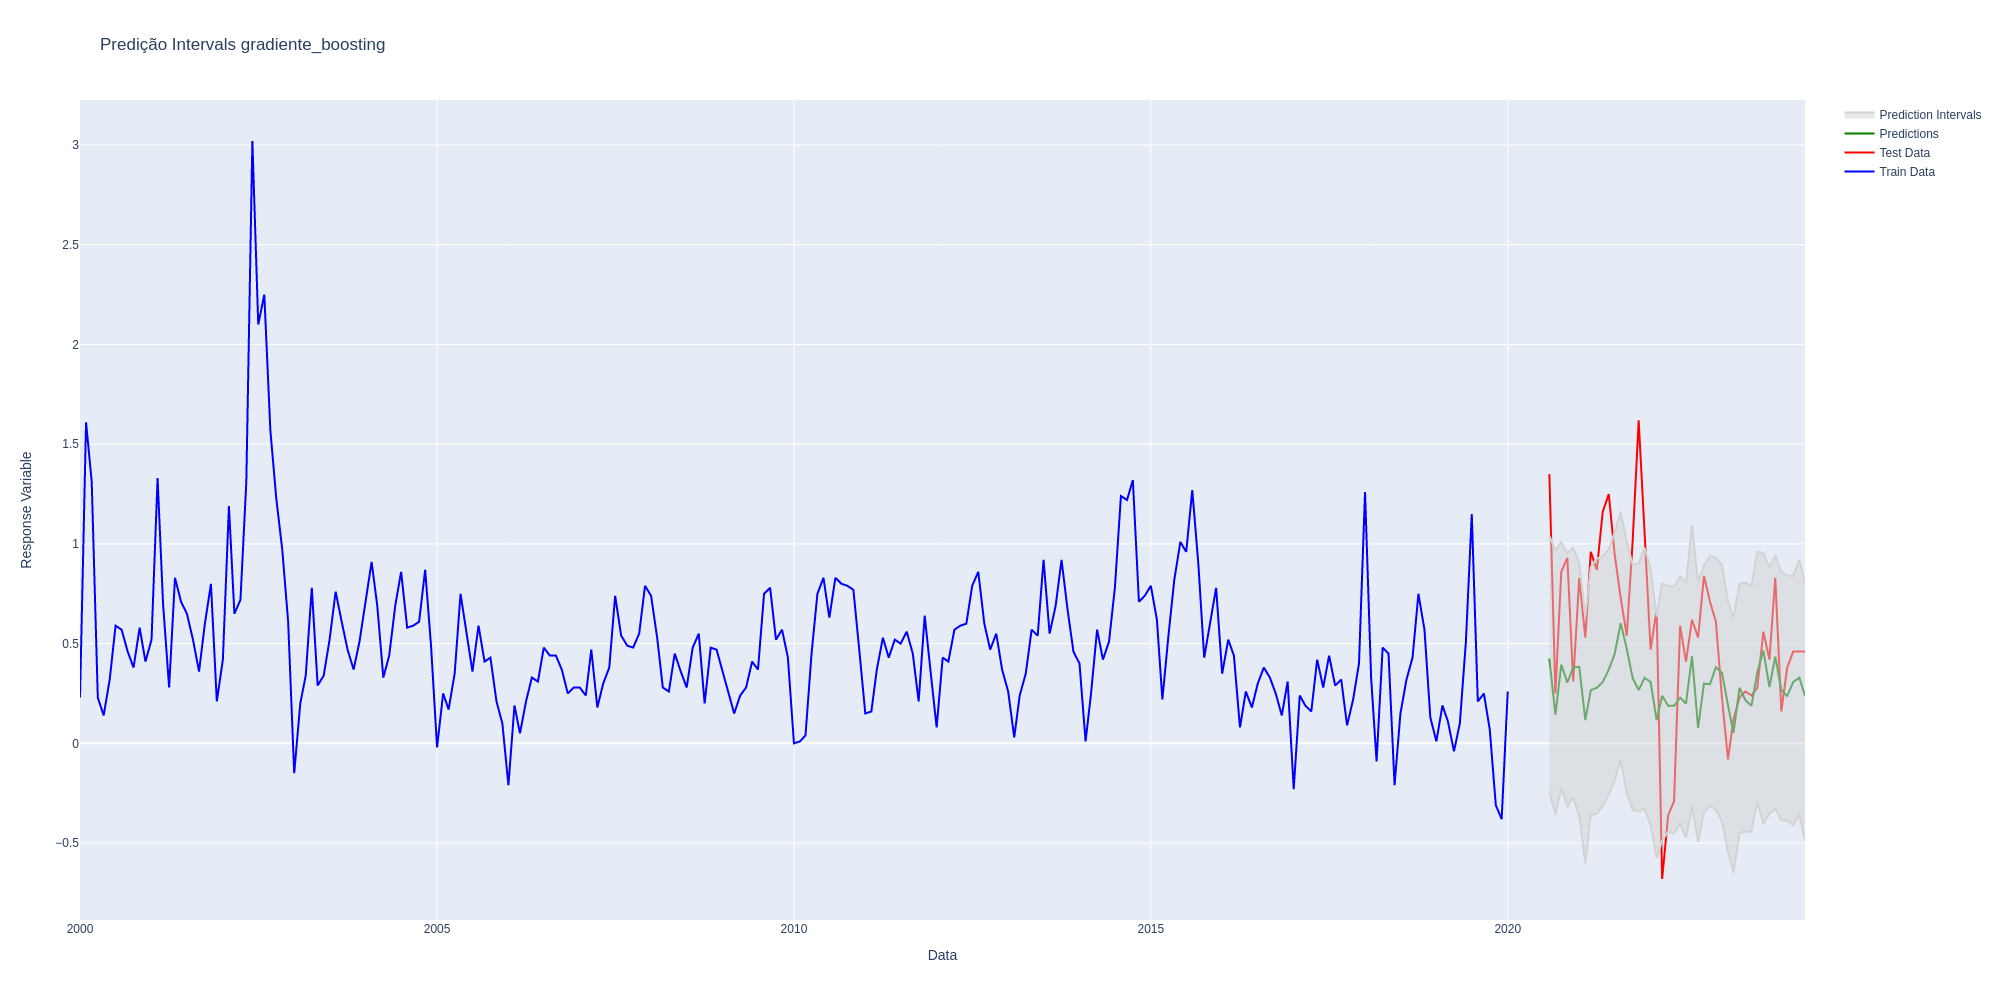 Predição Intervals gradiente_boosting
Prediction Intervals
Predictions
Test Data
Train Data
3
2.5
2
1.5
1
0.5
0
−0.5
Response Variable
2000
2005
2010
2015
2020
Data